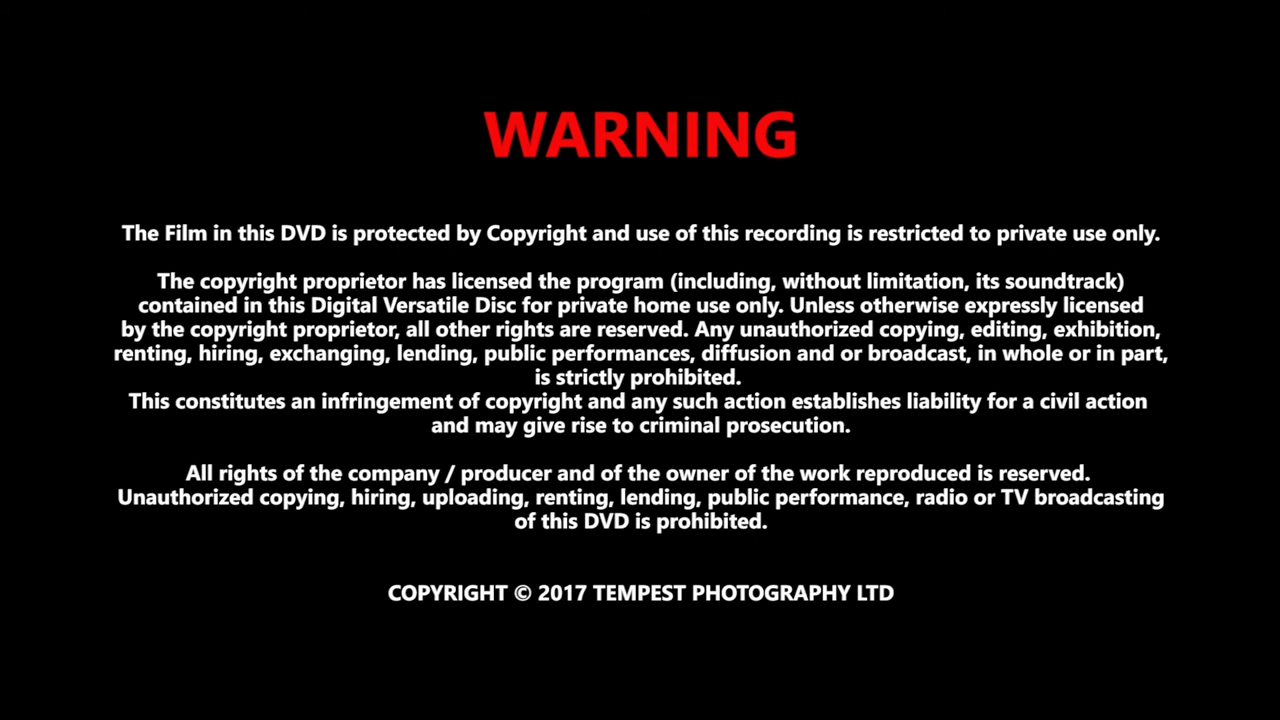 WARNING
The Film in this DVD is protected by Copyright and use of this recording is restricted to private use only.
The copyright proprietor has licensed the program (including, without limitation, its soundtrack)
contained in this Digital Versatile Disc for private home use only. Unless otherwise expressly licensed
by the copyright proprietor, all other rights are reserved. Any unauthorized copying, editing, exhibition,
renting, hiring, exchanging, lending, public performances, diffusion and or broadcast, in whole or in part,
is strictly prohibited.
This constitutes an infringement of copyright and any such action establishes liability for a civil action
and may give rise to criminal prosecution.
All rights of the company / producer and of the owner of the work reproduced is reserved.
Unauthorized copying, hiring, uploading, renting, lending, public performance, radio or TV broadcasting
of this DVD is prohibited.
COPYRIGHT © 2017 TEMPEST PHOTOGRAPHY LTD